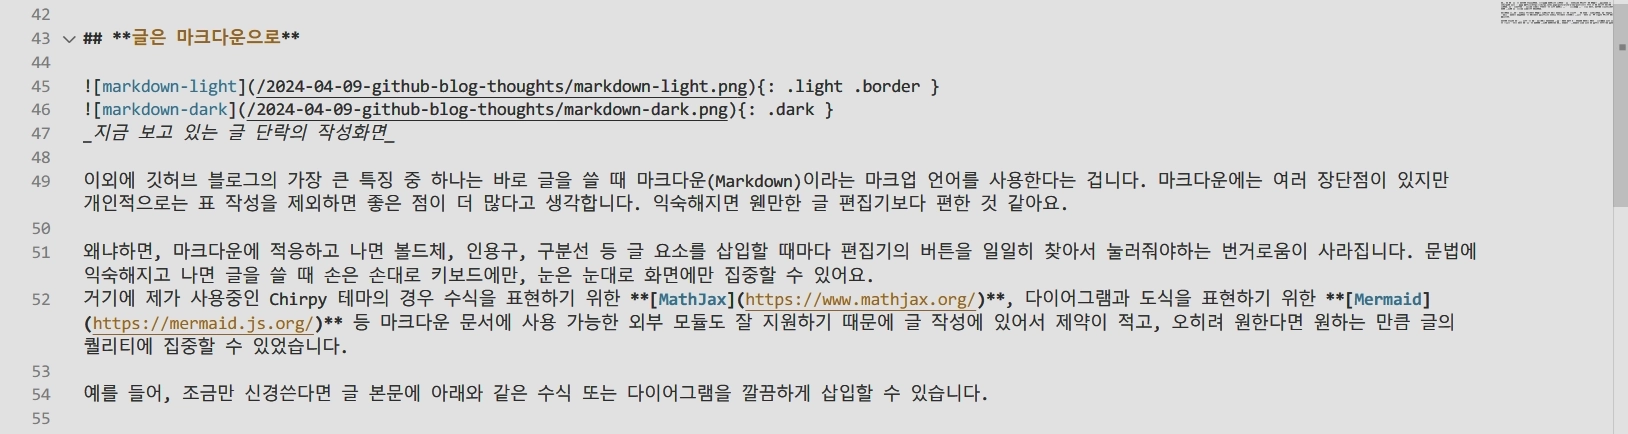 42
43 ## **글은 마크다운으로**
44
45 ![markdown-light](/2024-04-09-github-blog-thoughts/markdown-light.png){: .light .border }
46 ![markdown-dark](/2024-04-09-github-blog-thoughts/markdown-dark.png){: .dark }
47 _지금 보고 있는 글 단락의 작성화면_
48
49 이외에 깃허브 블로그의 가장 큰 특징 중 하나는 바로 글을 쓸 때 마크다운(Markdown)이라는 마크업 언어를 사용한다는 겁니다. 마크다운에는 여러 장단점이 있지만
개인적으로는 표 작성을 제외하면 좋은 점이 더 많다고 생각합니다. 익숙해지면 웬만한 글 편집기보다 편한 것 같아요.
50
51 왜냐하면, 마크다운에 적응하고 나면 볼드체, 인용구, 구분선 등 글 요소를 삽입할 때마다 편집기의 버튼을 일일히 찾아서 눌러줘야하는 번거로움이 사라집니다. 문법에
익숙해지고 나면 글을 쓸 때 손은 손대로 키보드에만, 눈은 눈대로 화면에만 집중할 수 있어요.
52 거기에 제가 사용중인 Chirpy 테마의 경우 수식을 표현하기 위한 **[MathJax](https://www.mathjax.org/)**, 다이어그램과 도식을 표현하기 위한 **[Mermaid]
(https://mermaid.js.org/)** 등 마크다운 문서에 사용 가능한 외부 모듈도 잘 지원하기 때문에 글 작성에 있어서 제약이 적고, 오히려 원한다면 원하는 만큼 글의
퀄리티에 집중할 수 있었습니다.
53
54 예를 들어, 조금만 신경쓴다면 글 본문에 아래와 같은 수식 또는 다이어그램을 깔끔하게 삽입할 수 있습니다.
55